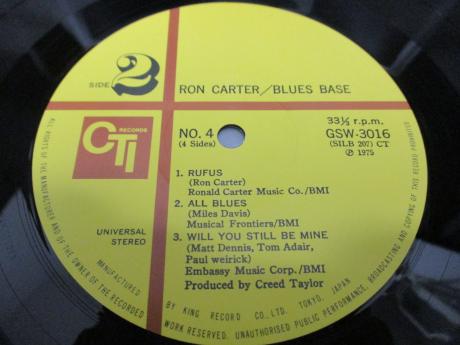 SIDE 2
RON CARTER/BLUES BASE
CTI RECORDS
NO. 4
(4 Sides)
33⅓ r.p.m.
GSW-3016
(SILB 207) CT
Ⓟ 1975
UNIVERSAL
STEREO
1. RUFUS
(Ron Carter)
Ronald Carter Music Co./BMI
2. ALL BLUES
(Miles Davis)
Musical Frontiers/BMI
3. WILL YOU STILL BE MINE
(Matt Dennis, Tom Adair,
Paul weirick)
Embassy Music Corp./BMI
Produced by Creed Taylor
MANUFACTURED BY KING RECORD CO., LTD. TOKYO, JAPAN
ALL RIGHTS OF THE MANUFACTURER AND OF THE OWNER OF THE RECORDED WORK RESERVED. UNAUTHORISED PUBLIC PERFORMANCE, BROADCASTING AND COPYING OF THIS RECORD PROHIBITED